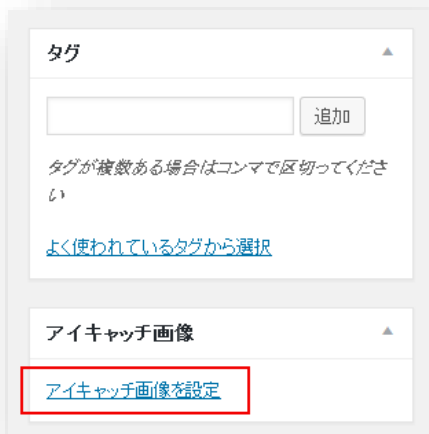 タグ
追加
タグが複数ある場合はコンマで区切ってくださ
い
よく使われているタグから選択
アイキャッチ画像
アイキャッチ画像を設定